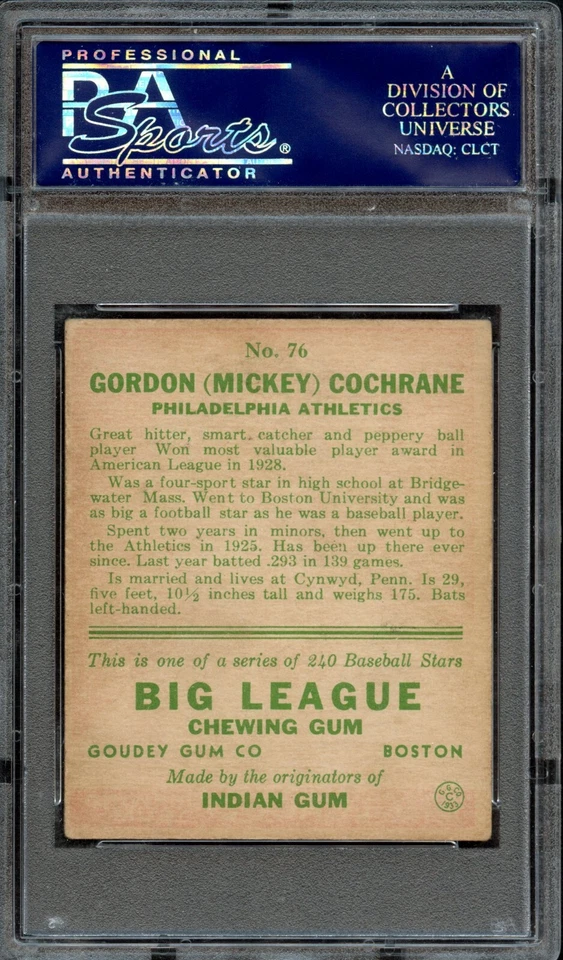 PROFESSIONAL
PSA
Sports®
AUTHENTICATOR
A
DIVISION OF
COLLECTORS
UNIVERSE
NASDAQ: CLCT
No. 76
GORDON (MICKEY) COCHRANE
PHILADELPHIA ATHLETICS
Great hitter, smart catcher and peppery ball
player Won most valuable player award in
American League in 1928.
Was a four-sport star in high school at Bridge-
water Mass. Went to Boston University and was
as big a football star as he was a baseball player.
Spent two years in minors, then went up to
the Athletics in 1925. Has been up there ever
since. Last year batted .293 in 139 games.
Is married and lives at Cynwyd, Penn. Is 29,
five feet, 10½ inches tall and weighs 175. Bats
left-handed.
This is one of a series of 240 Baseball Stars
BIG LEAGUE
CHEWING GUM
GOUDEY GUM CO BOSTON
Made by the originators of
INDIAN GUM
G.G.CO.
C
1933